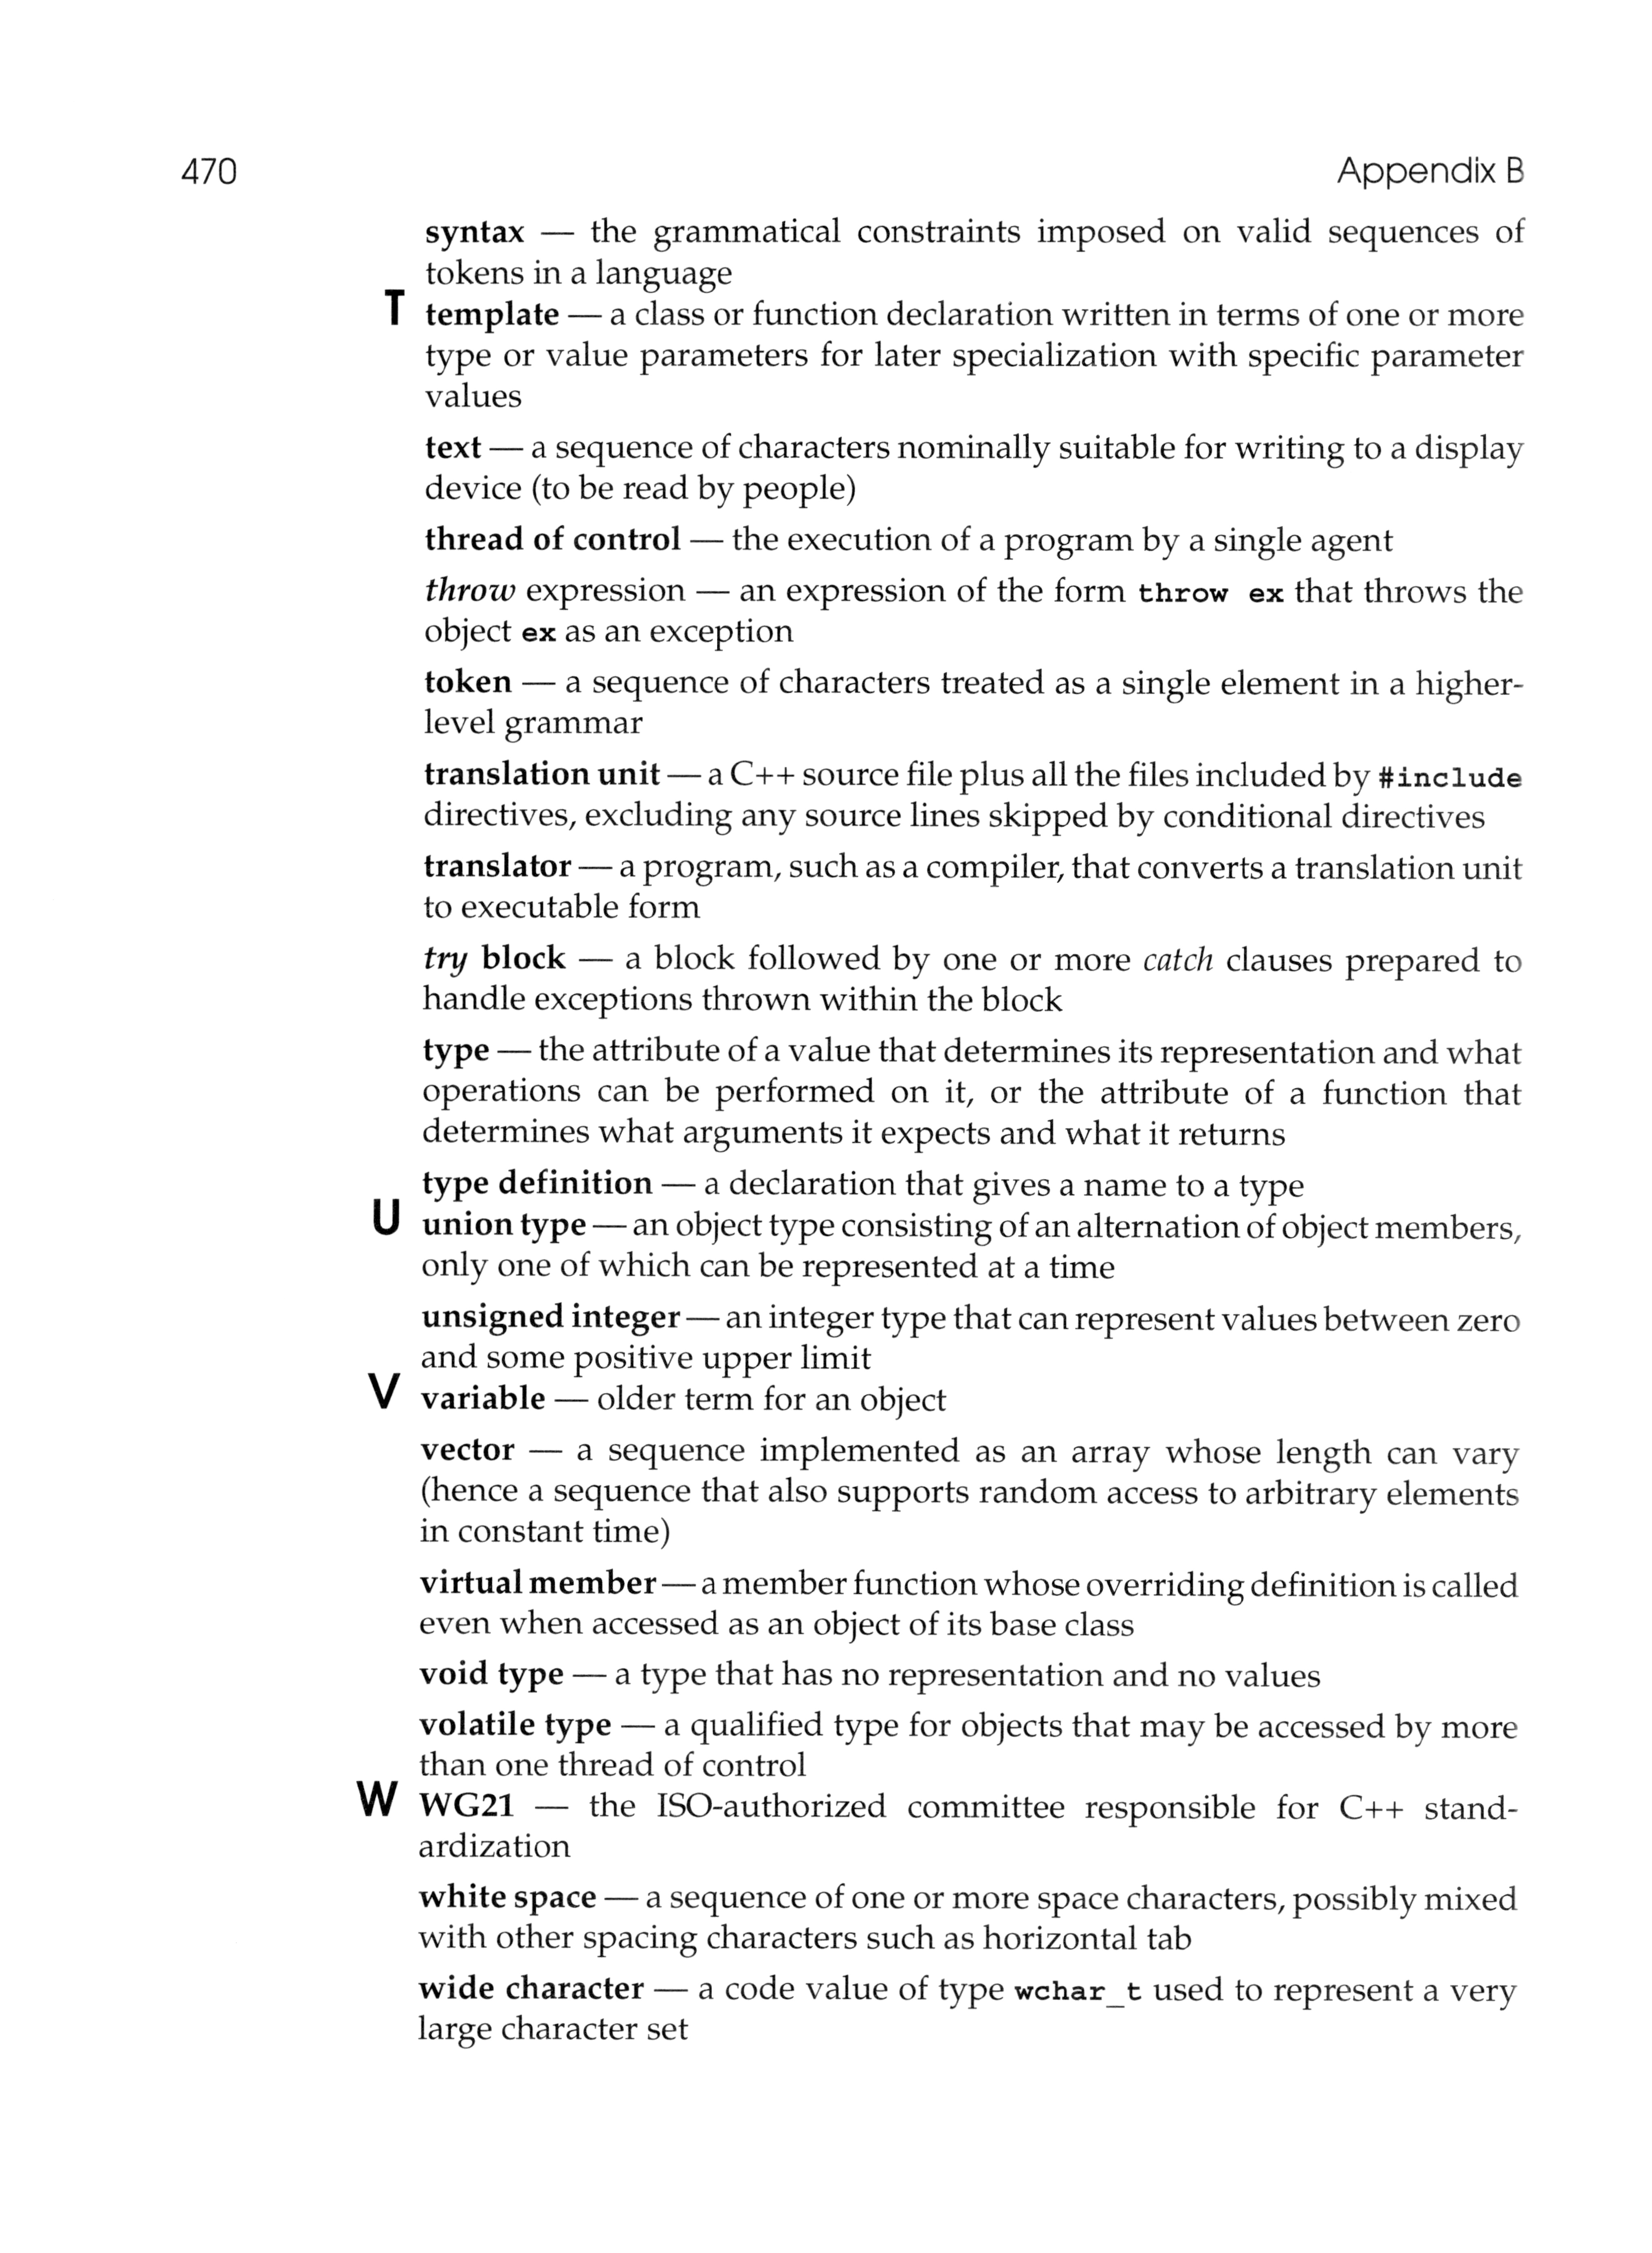 470 Appendix B
syntax — the grammatical constraints imposed on valid sequences of
tokens in a language
T template — a class or function declaration written in terms of one or more
type or value parameters for later specialization with specific parameter
values
text — a sequence of characters nominally suitable for writing to a display
device (to be read by people)
thread of control — the execution of a program by a single agent
throw expression — an expression of the form throw ex that throws the
object ex as an exception
token — a sequence of characters treated as a single element in a higher-
level grammar
translation unit — a C++ source file plus all the files included by #include
directives, excluding any source lines skipped by conditional directives
translator — a program, such as a compiler, that converts a translation unit
to executable form
try block — a block followed by one or more catch clauses prepared to
handle exceptions thrown within the block
type — the attribute of a value that determines its representation and what
operations can be performed on it, or the attribute of a function that
determines what arguments it expects and what it returns
type definition — a declaration that gives a name to a type
U union type — an object type consisting of an alternation of object members,
only one of which can be represented at a time
unsigned integer — an integer type that can represent values between zero
and some positive upper limit
V variable — older term for an object
vector — a sequence implemented as an array whose length can vary
(hence a sequence that also supports random access to arbitrary elements
in constant time)
virtual member — a member function whose overriding definition is called
even when accessed as an object of its base class
void type — a type that has no representation and no values
volatile type — a qualified type for objects that may be accessed by more
than one thread of control
W WG21 — the ISO-authorized committee responsible for C++ stand-
ardization
white space — a sequence of one or more space characters, possibly mixed
with other spacing characters such as horizontal tab
wide character — a code value of type wchar_t used to represent a very
large character set